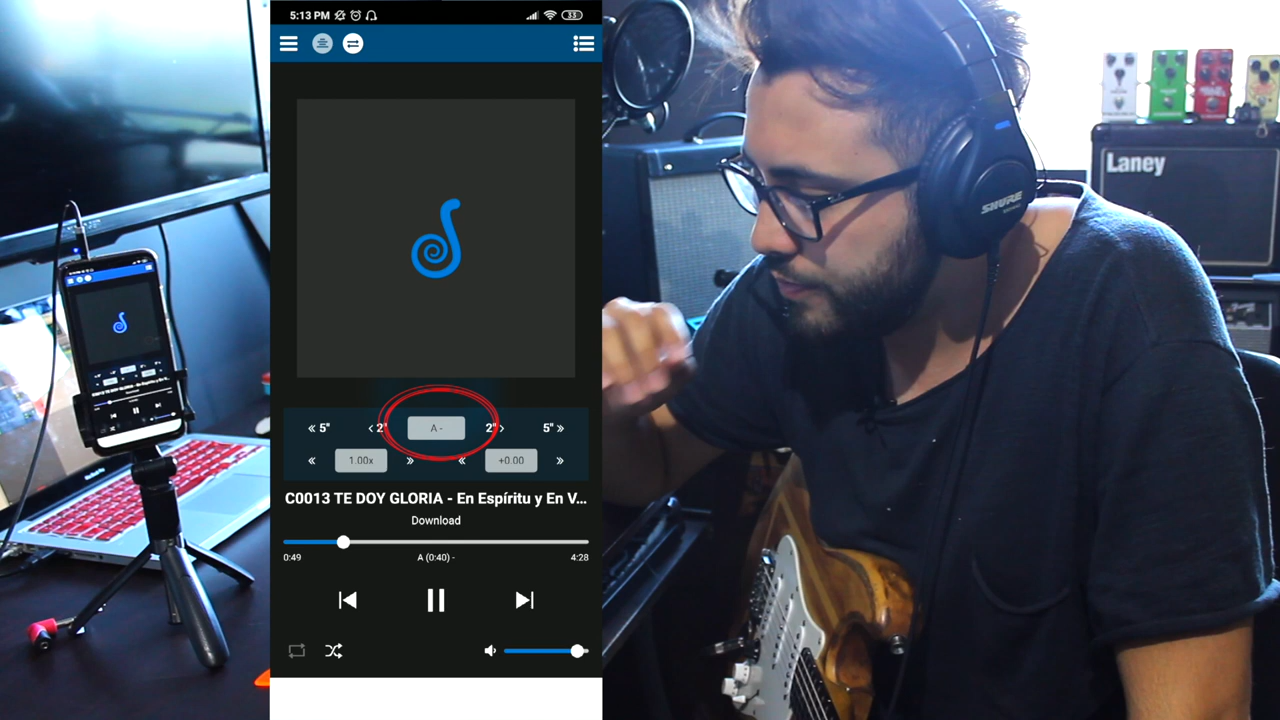 5:13 PM
33
« 5"
‹ 2"
A -
2" ›
5" »
«
1.00x
»
«
+0.00
»
C0013 TE DOY GLORIA - En Espíritu y En V...
Download
0:49
A (0:40) -
4:28
SHURE
Laney